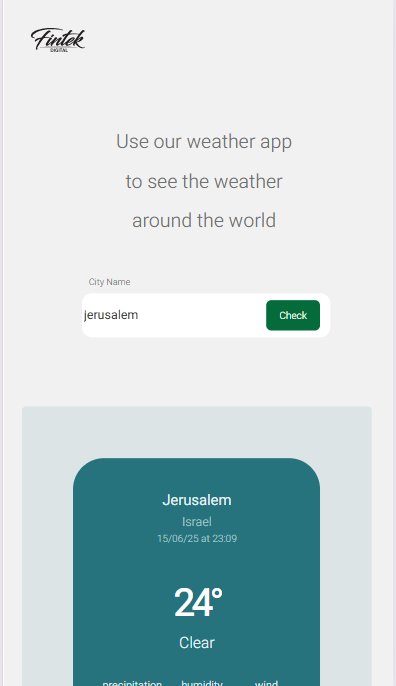 Fintek
DIGITAL
Use our weather app
to see the weather
around the world
City Name
jerusalem Check
Jerusalem
Israel
15/06/25 at 23:09
24°
Clear
precipitation humidity wind